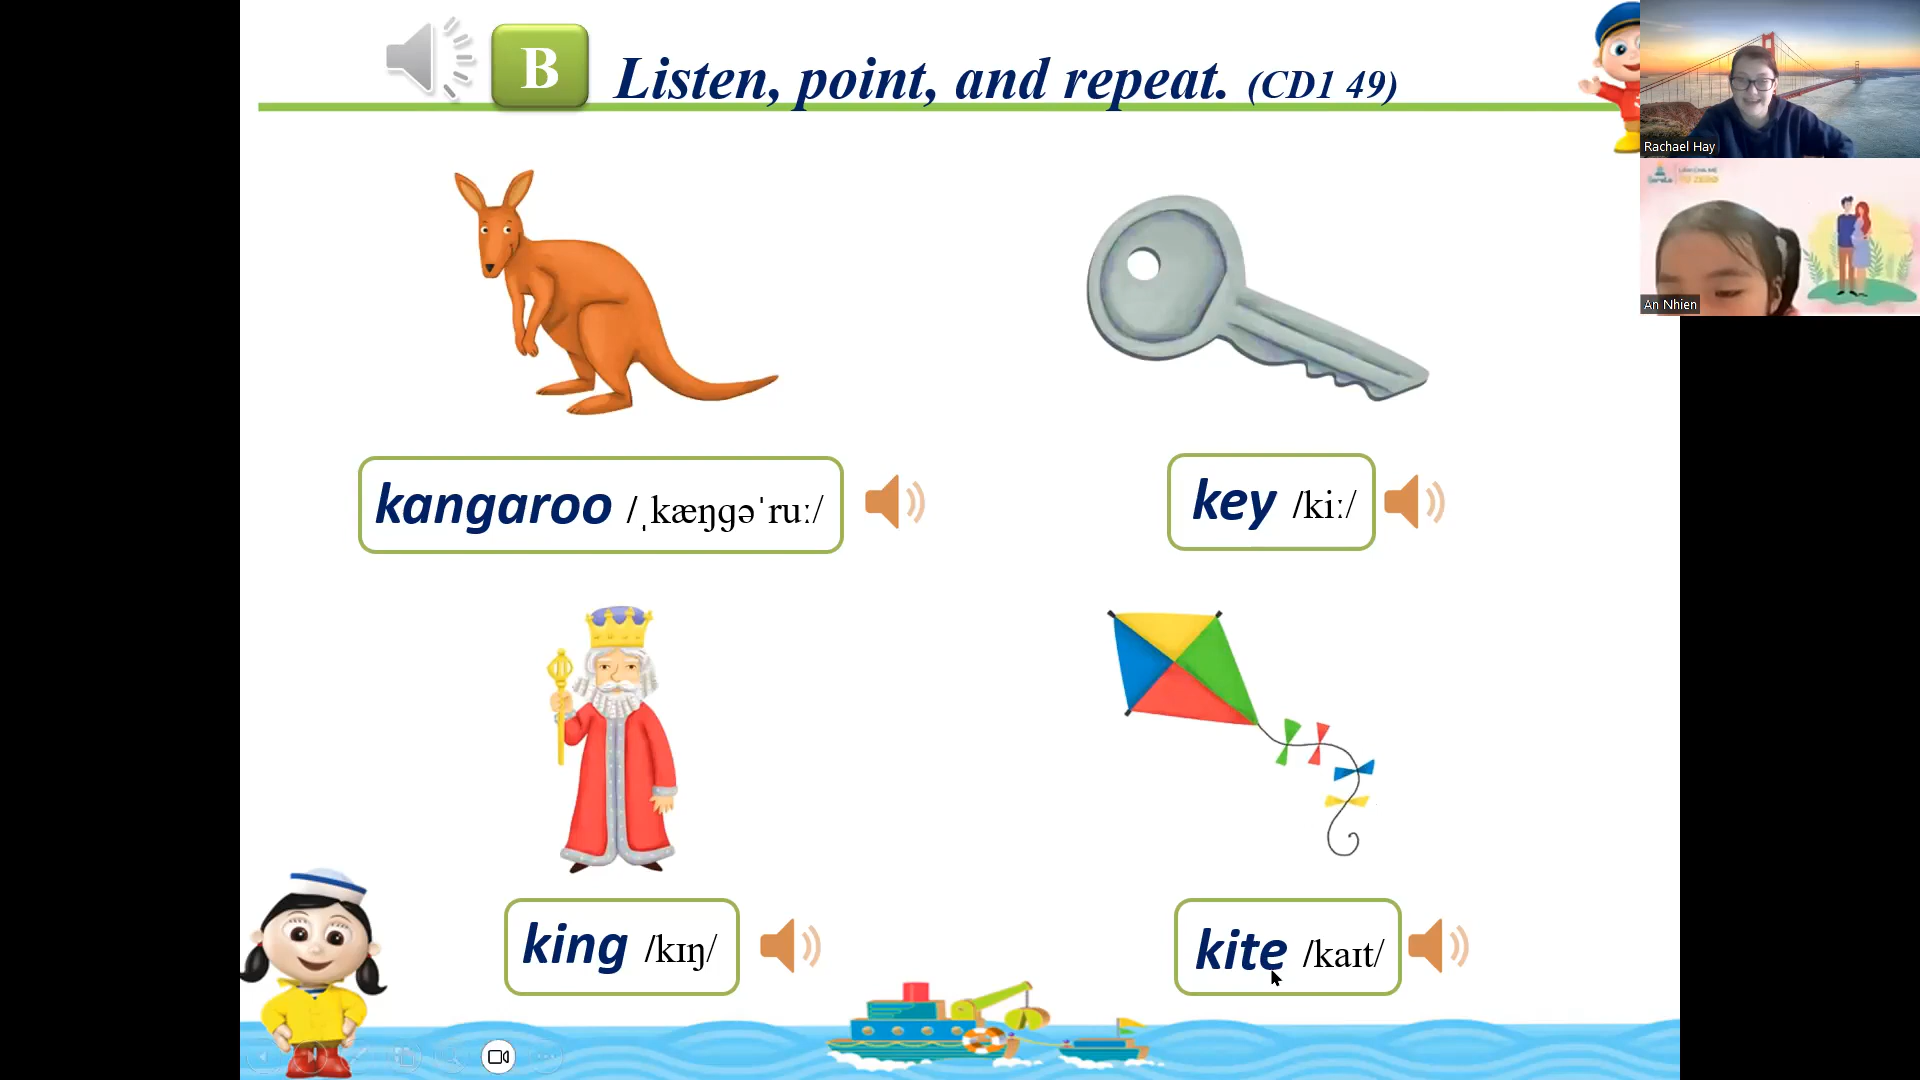 B
Listen, point, and repeat. (CD1 49)
Rachael Hay
An Nhien
kangaroo /ˌkæŋɡəˈruː/
key /kiː/
king /kɪŋ/
kite /kaɪt/